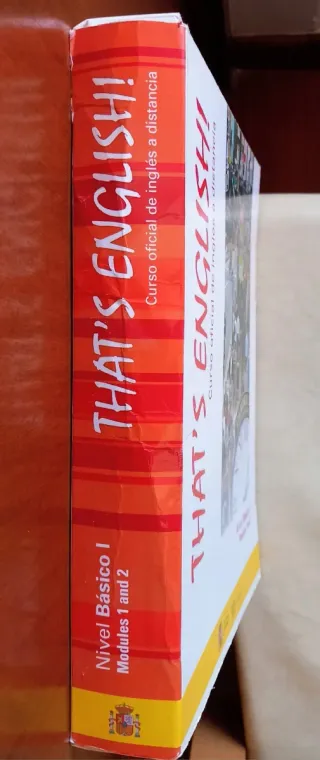 THAT'S ENGLISH!
Curso oficial de inglés a distancia
Nivel Básico I
Modules 1 and 2
THAT'S ENGLISH!
Curso oficial de inglés a distancia